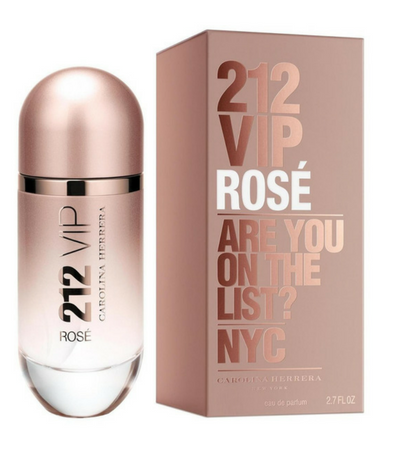 212 VIP
CAROLINA HERRERA
ROSÉ
212
VIP
ROSÉ
ARE YOU
ON THE
LIST?
NYC
CAROLINA HERRERA
eau de parfum
2.7 FL OZ